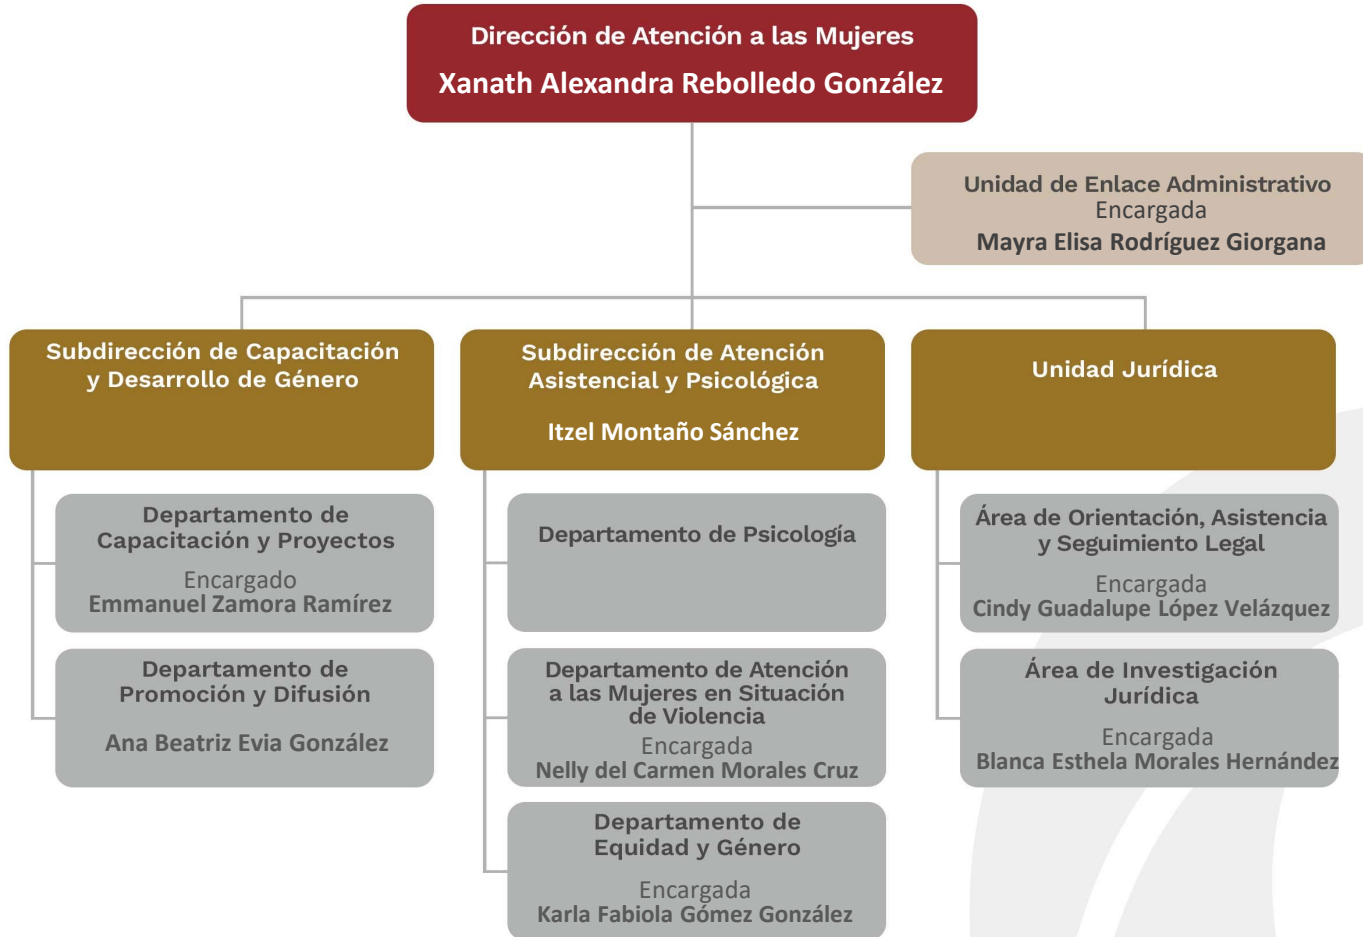 Dirección de Atención a las Mujeres
Xanath Alexandra Rebolledo González
Unidad de Enlace Administrativo
Encargada
Mayra Elisa Rodríguez Giorgana
Subdirección de Capacitación
y Desarrollo de Género
Subdirección de Atención
Asistencial y Psicológica
Itzel Montaño Sánchez
Unidad Jurídica
Departamento de
Capacitación y Proyectos
Encargado
Emmanuel Zamora Ramírez
Departamento de
Promoción y Difusión
Ana Beatriz Evia González
Departamento de Psicología
Departamento de Atención
a las Mujeres en Situación
de Violencia
Encargada
Nelly del Carmen Morales Cruz
Departamento de
Equidad y Género
Encargada
Karla Fabiola Gómez González
Área de Orientación, Asistencia
y Seguimiento Legal
Encargada
Cindy Guadalupe López Velázquez
Área de Investigación
Jurídica
Encargada
Blanca Esthela Morales Hernández